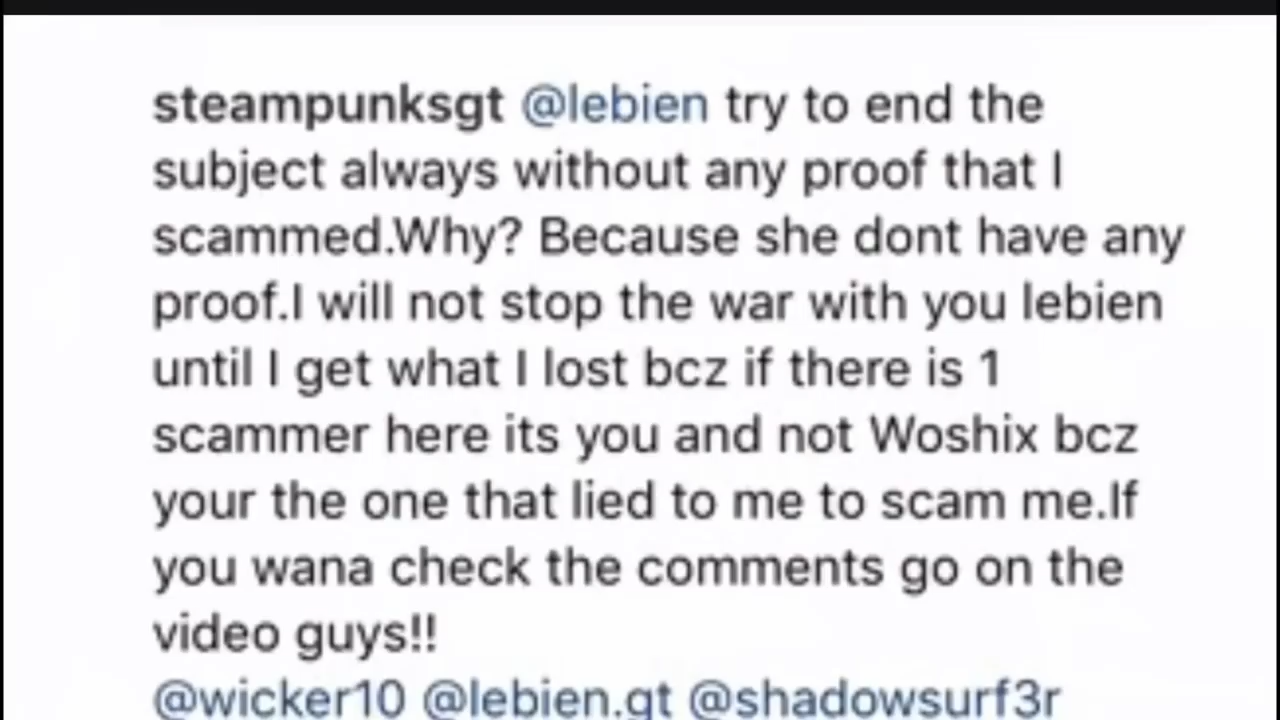 steampunksgt @lebien try to end the
subject always without any proof that I
scammed.Why? Because she dont have any
proof.I will not stop the war with you lebien
until I get what I lost bcz if there is 1
scammer here its you and not Woshix bcz
your the one that lied to me to scam me.If
you wana check the comments go on the
video guys!!
@wicker10 @lebien.gt @shadowsurf3r